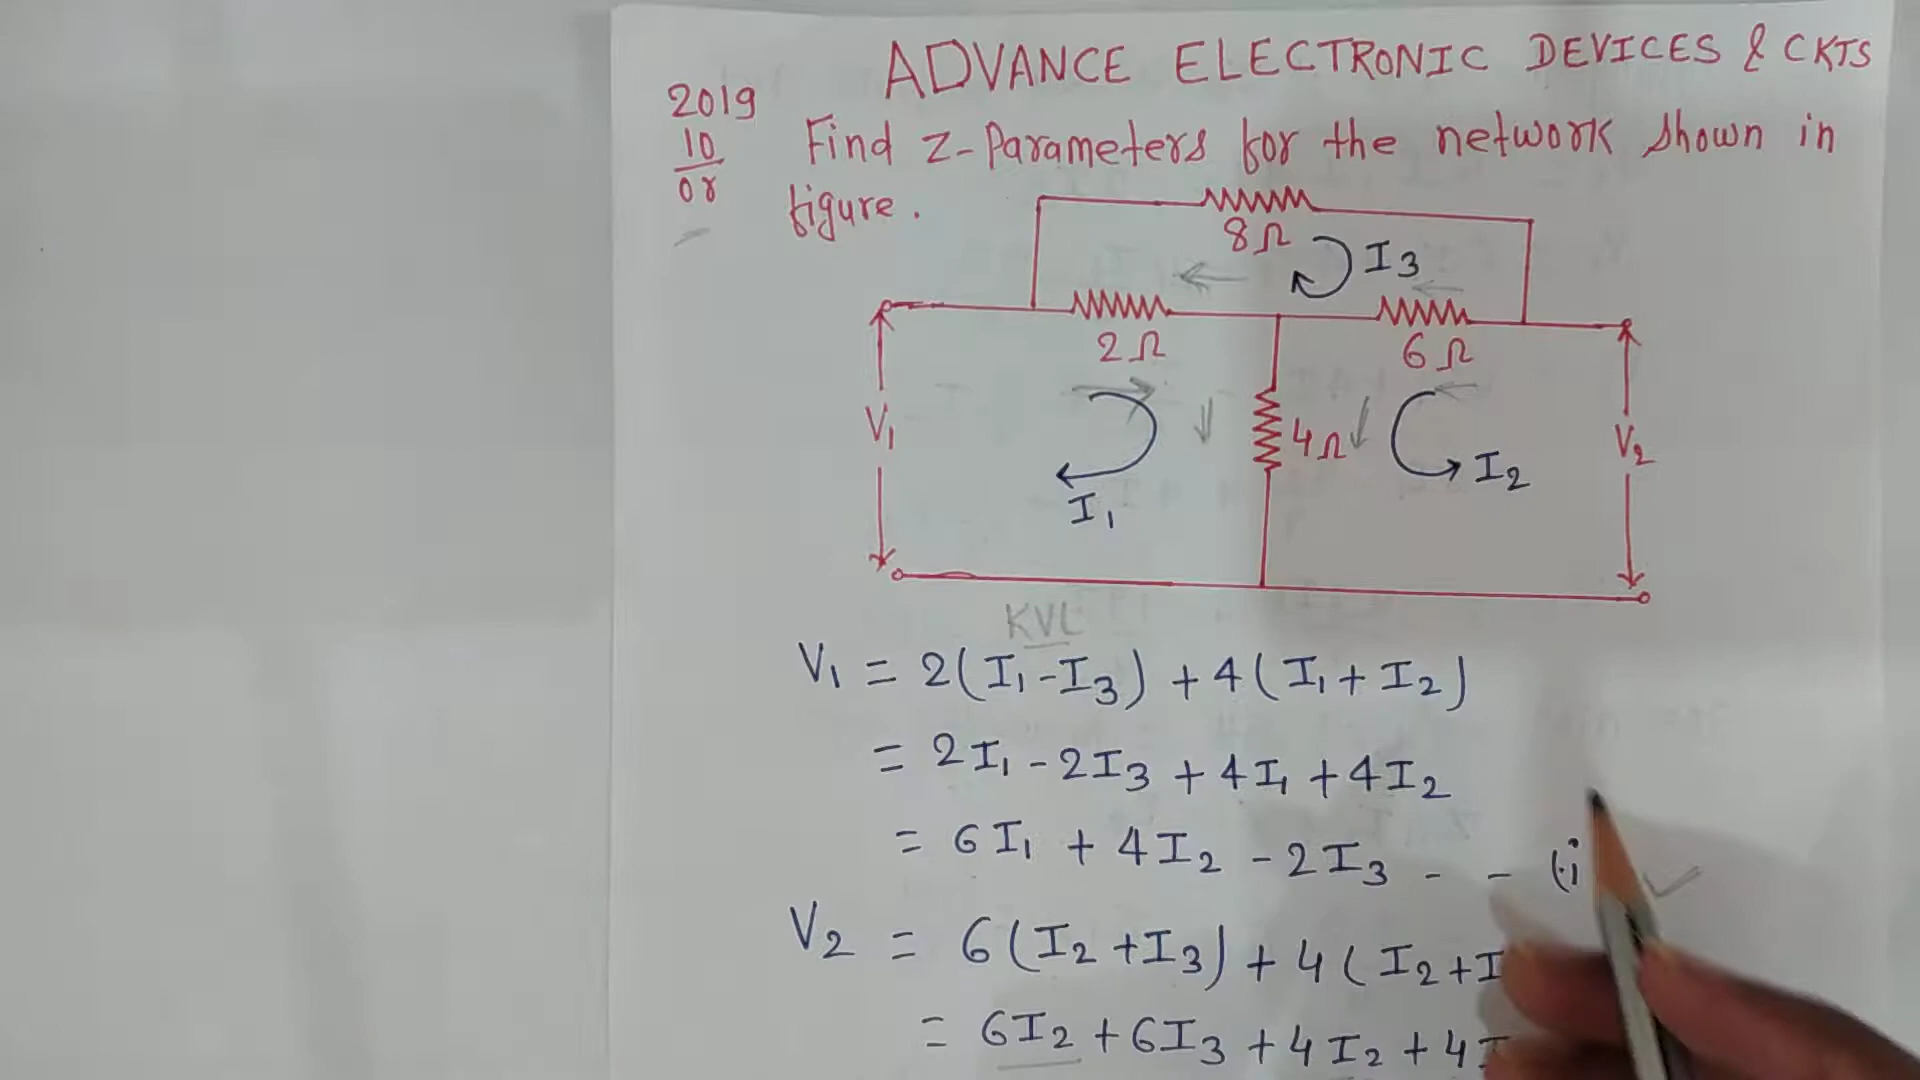 ADVANCE ELECTRONIC DEVICES & CKTS
2019
10
08
Find Z-Parameters for the network shown in
figure.
8Ω
I3
2Ω
6Ω
V1
4Ω
V2
I2
I1
KVL
V1 = 2(I1-I3) + 4(I1+I2)
= 2I1 - 2I3 + 4I1 + 4I2
= 6I1 + 4I2 - 2I3 - - (i
V2 = 6(I2+I3) + 4(I2+I
= 6I2 + 6I3 + 4I2 + 4I